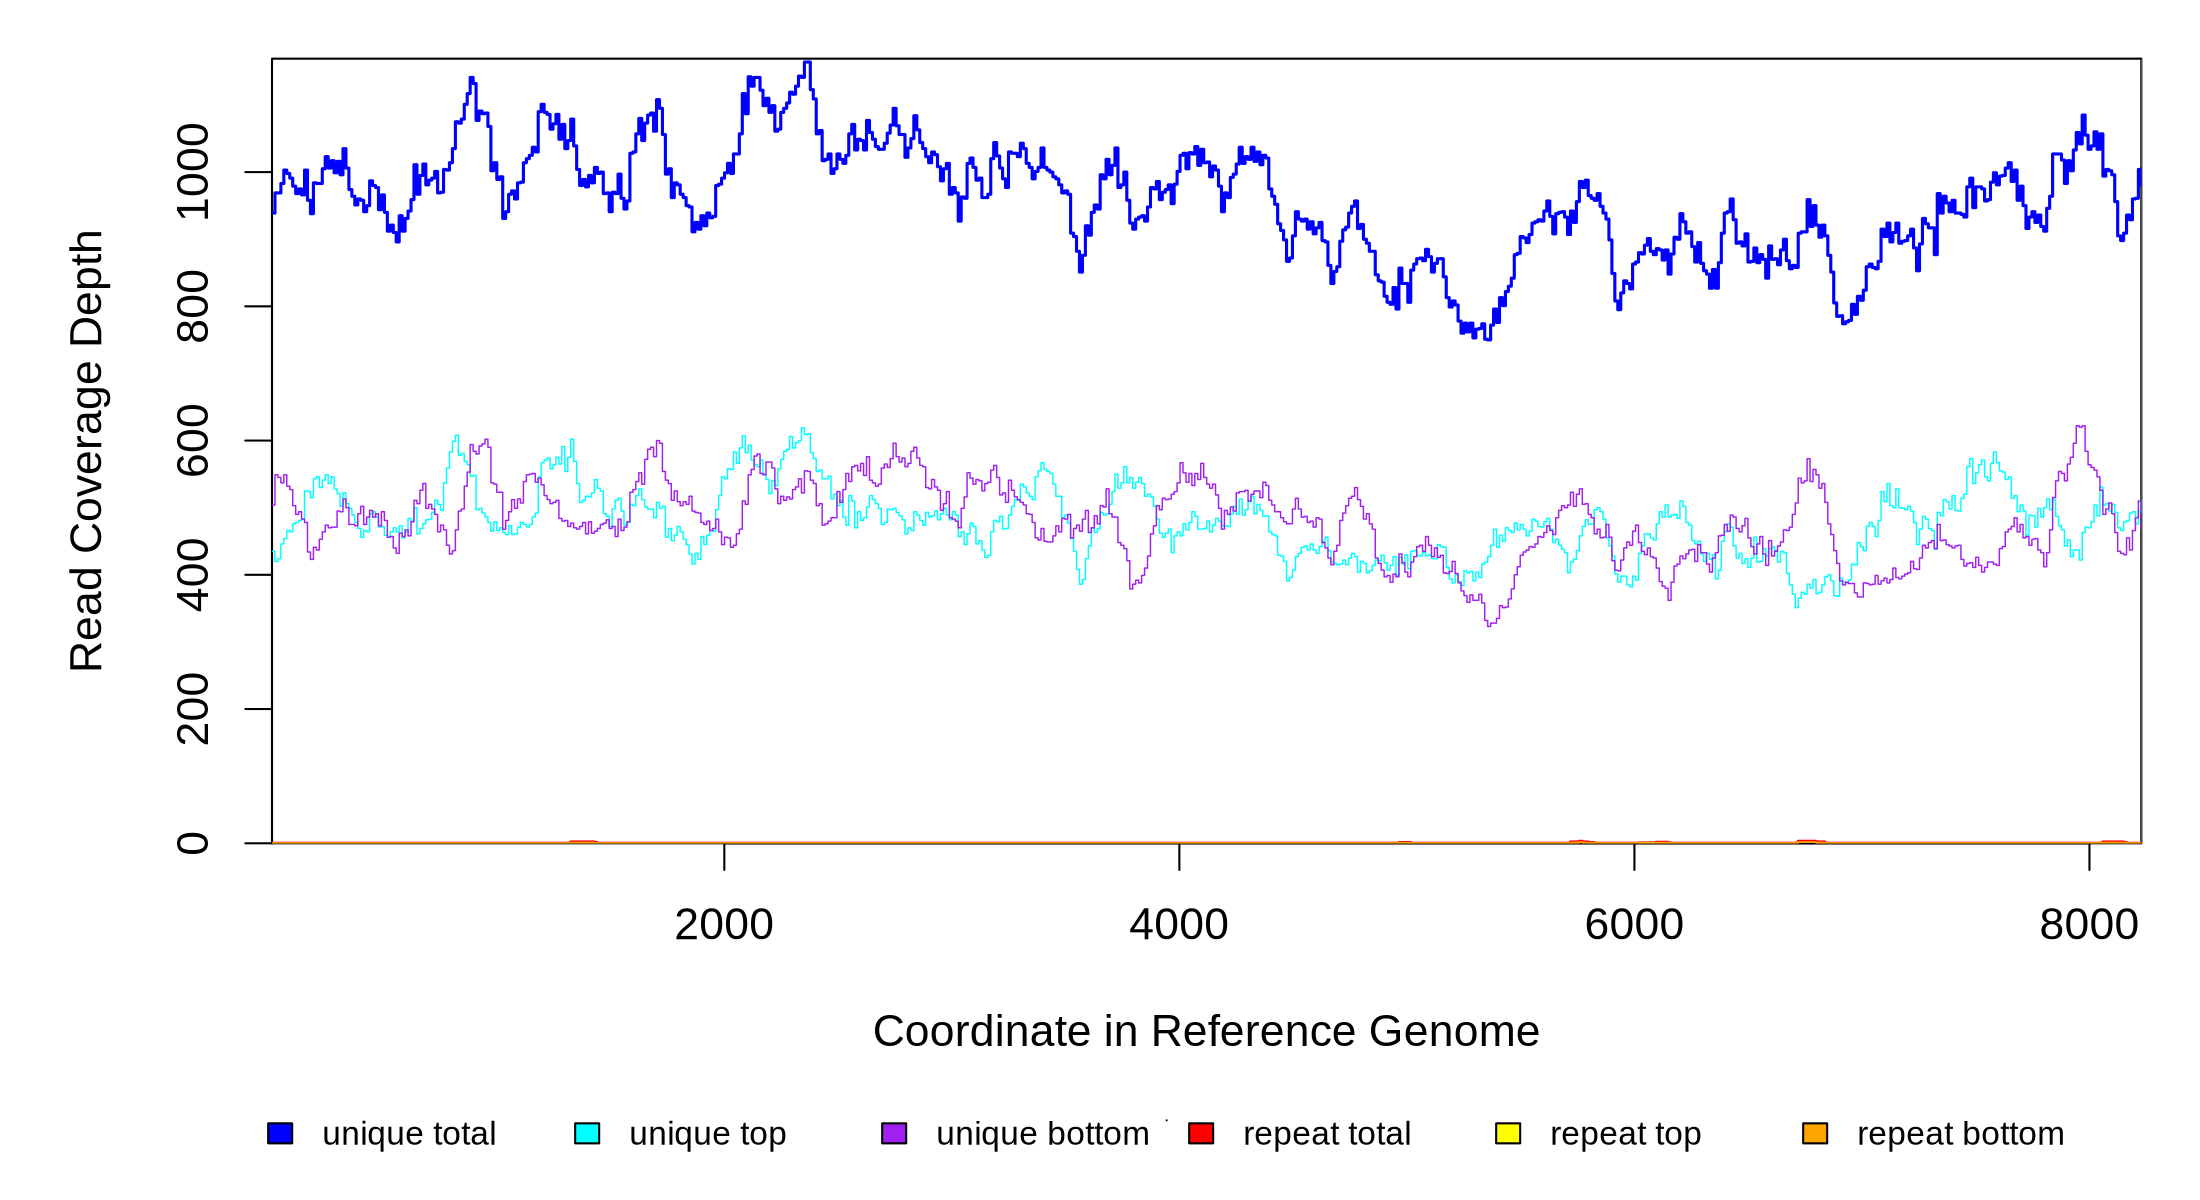 Read Coverage Depth
1000
800
600
400
200
0
2000 4000 6000 8000
Coordinate in Reference Genome
unique total unique top unique bottom repeat total repeat top repeat bottom